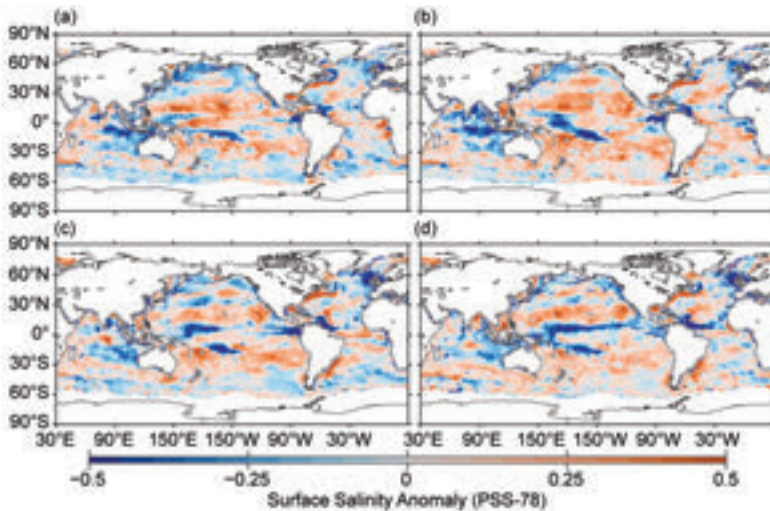 (a) (b)
90°N
60°N
30°N
0°
30°S
60°S
90°S
(c) (d)
90°N
60°N
30°N
0°
30°S
60°S
90°S
30°E 90°E 150°E 150°W 90°W 30°W 30°E 90°E 150°E 150°W 90°W 30°W
-0.5 -0.25 0 0.25 0.5
Surface Salinity Anomaly (PSS-78)